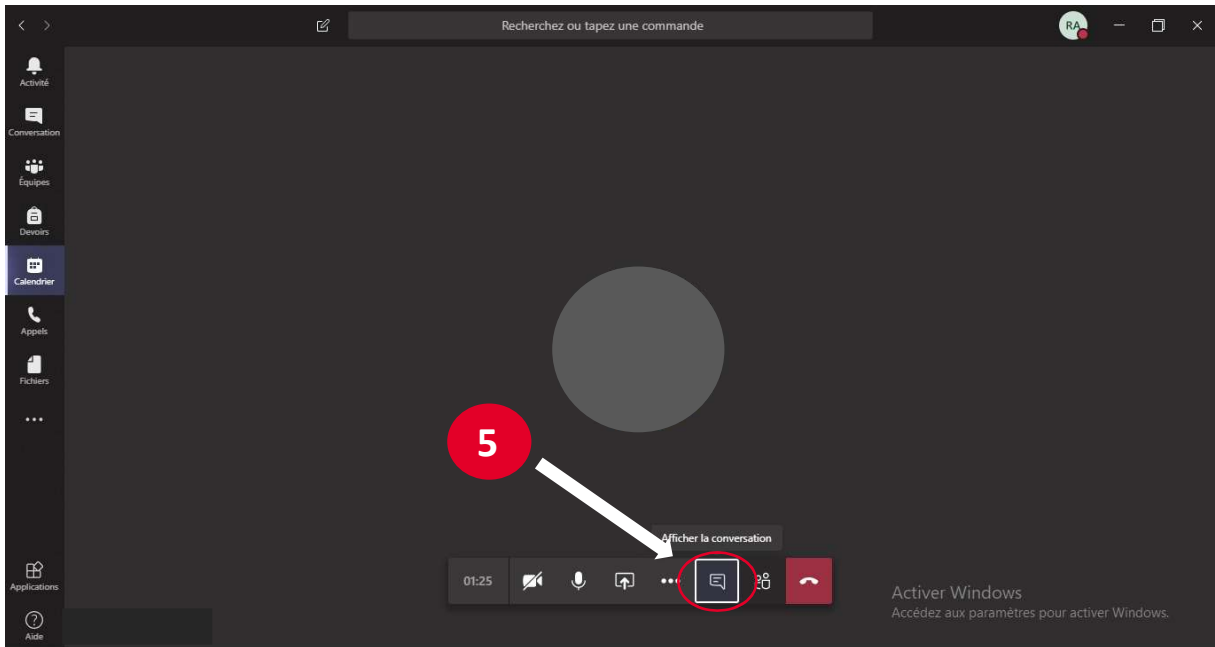 Recherchez ou tapez une commande
RA
Activité
Conversation
Équipes
Devoirs
Calendrier
Appels
Fichiers
5
Afficher la conversation
01:25
Applications
Aide
Activer Windows
Accédez aux paramètres pour activer Windows.